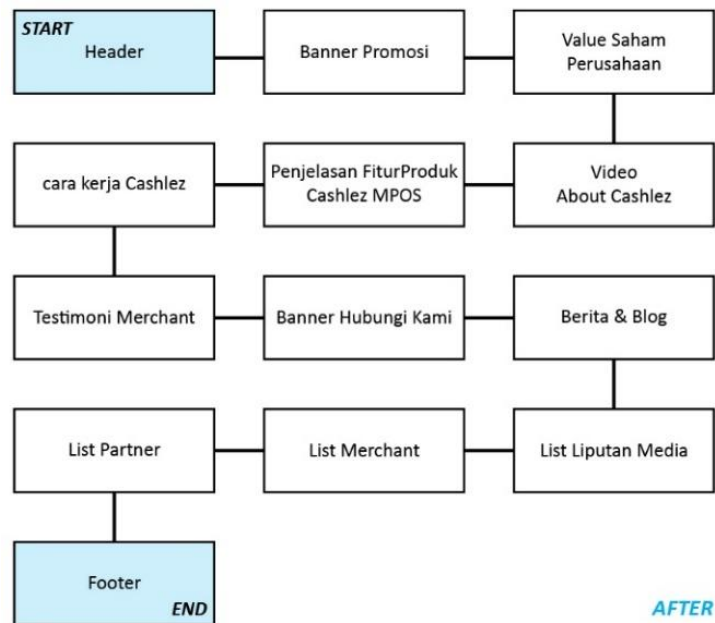 START
Header
Banner Promosi
Value Saham
Perusahaan
cara kerja Cashlez
Penjelasan FiturProduk
Cashlez MPOS
Video
About Cashlez
Testimoni Merchant
Banner Hubungi Kami
Berita & Blog
List Partner
List Merchant
List Liputan Media
Footer
END
AFTER